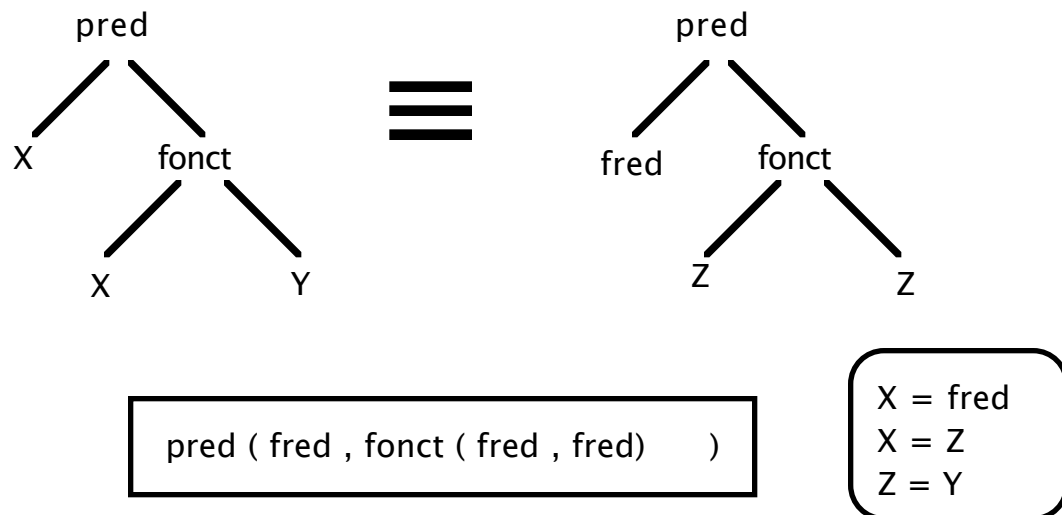 pred pred
X fonct fred fonct
X Y Z Z
pred ( fred , fonct ( fred , fred) )
X = fred
X = Z
Z = Y